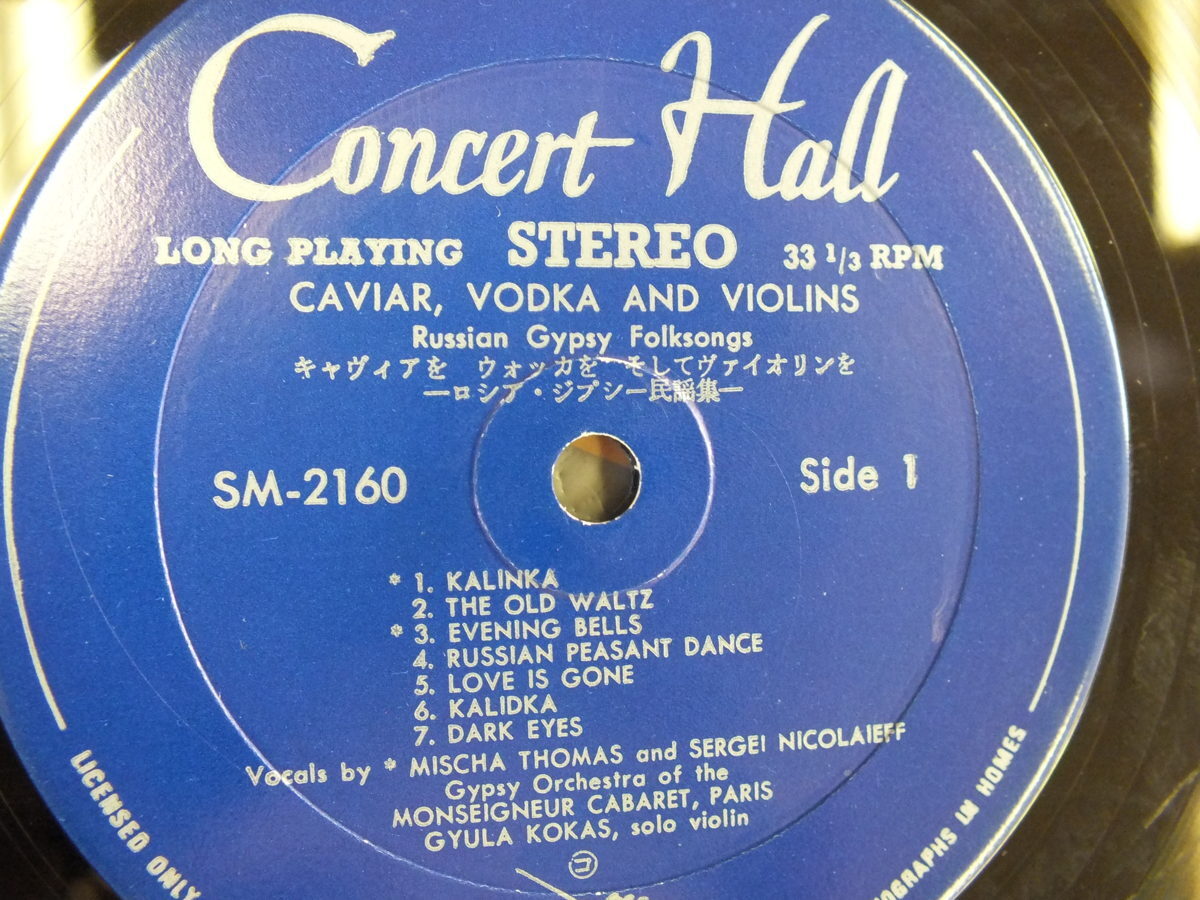 Concert Hall
LONG PLAYING STEREO 33 1/3 RPM
CAVIAR, VODKA AND VIOLINS
Russian Gypsy Folksongs
キャヴィアを ウォッカを そしてヴァイオリンを
―ロシア・ジプシー民謡集―
SM-2160 Side 1
* 1. KALINKA
2. THE OLD WALTZ
* 3. EVENING BELLS
4. RUSSIAN PEASANT DANCE
5. LOVE IS GONE
6. KALIDKA
7. DARK EYES
Vocals by * MISCHA THOMAS and SERGEI NICOLAIEFF
Gypsy Orchestra of the
MONSEIGNEUR CABARET, PARIS
GYULA KOKAS, solo violin
コ
LICENSED ONLY
IN HOMES